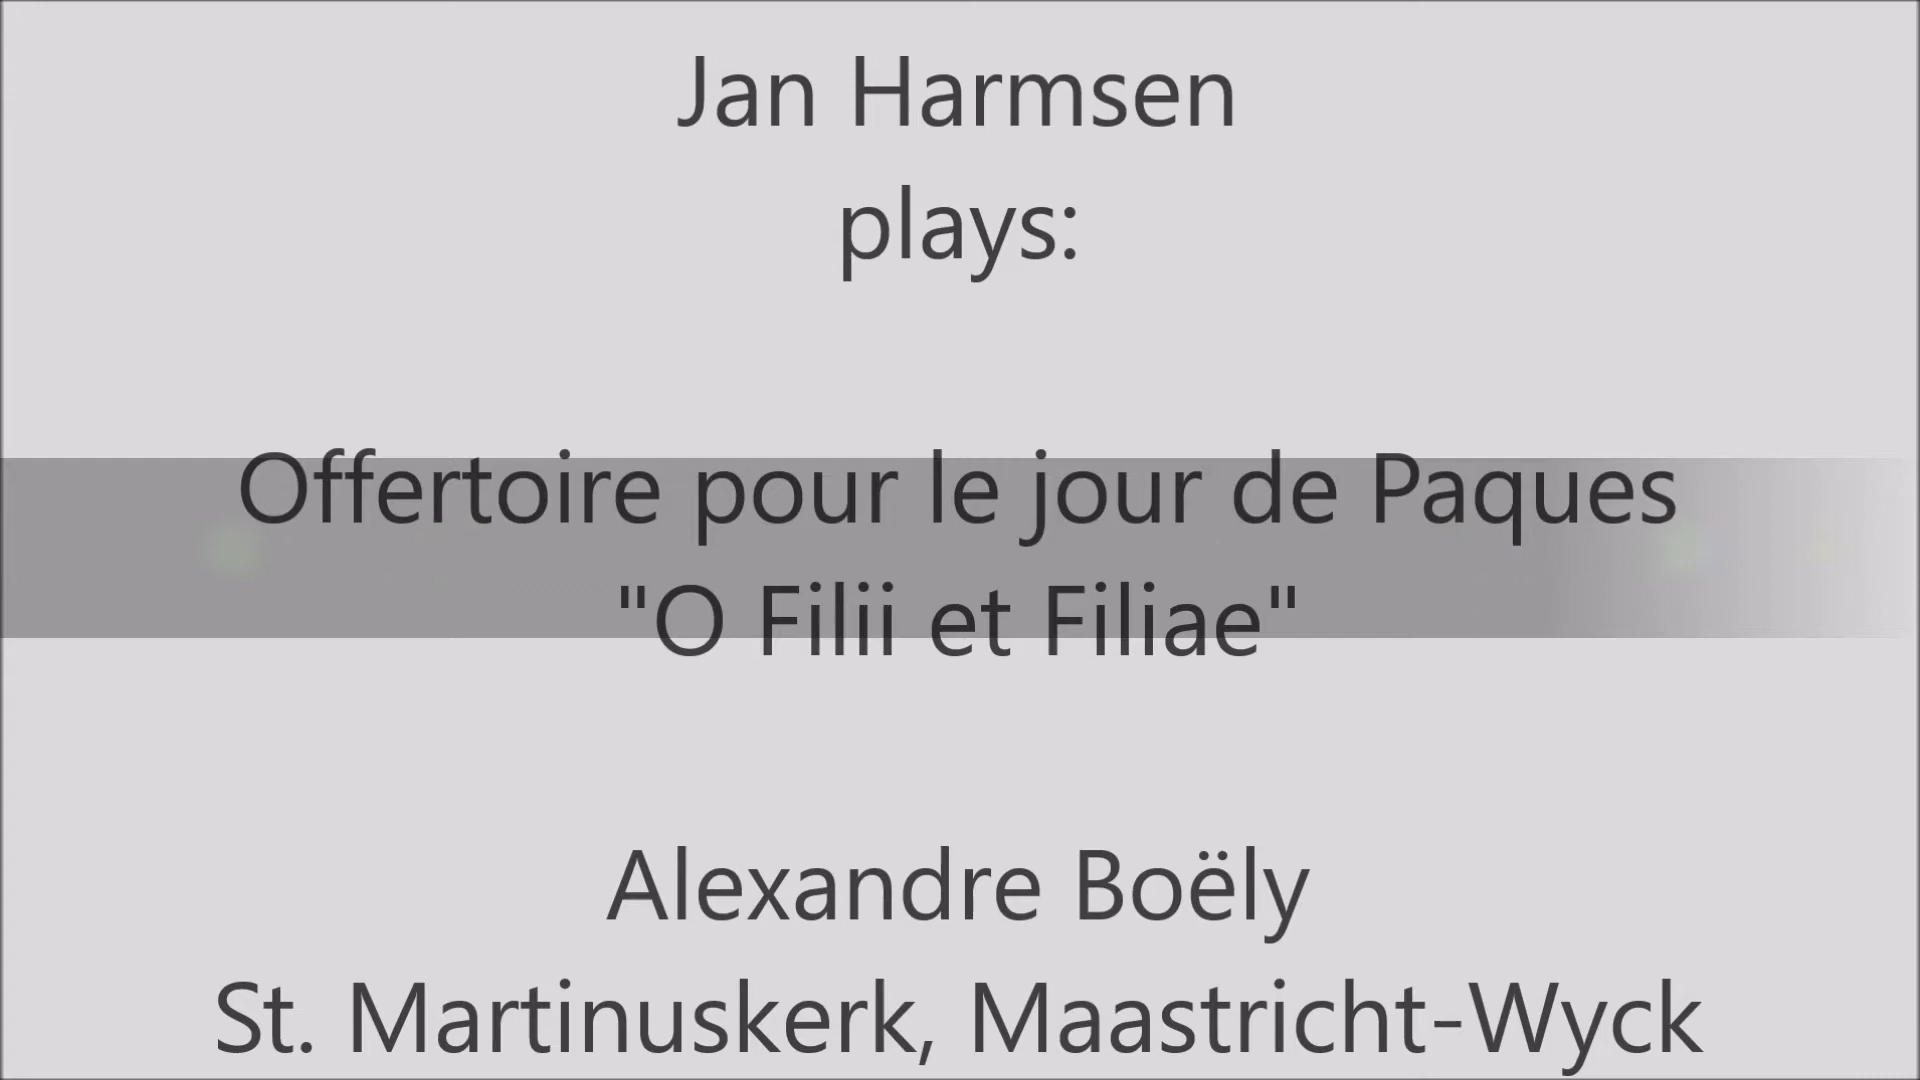 Jan Harmsen
plays:
Offertoire pour le jour de Paques
"O Filii et Filiae"
Alexandre Boëly
St. Martinuskerk, Maastricht-Wyck